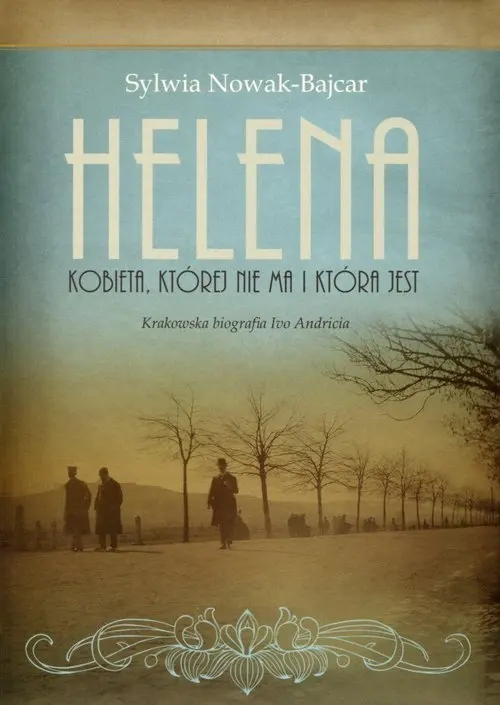 Sylwia Nowak-Bajcar
HELENA
KOBIETA, KTÓREJ NIE MA I KTÓRA JEST
Krakowska biografia Ivo Andricia